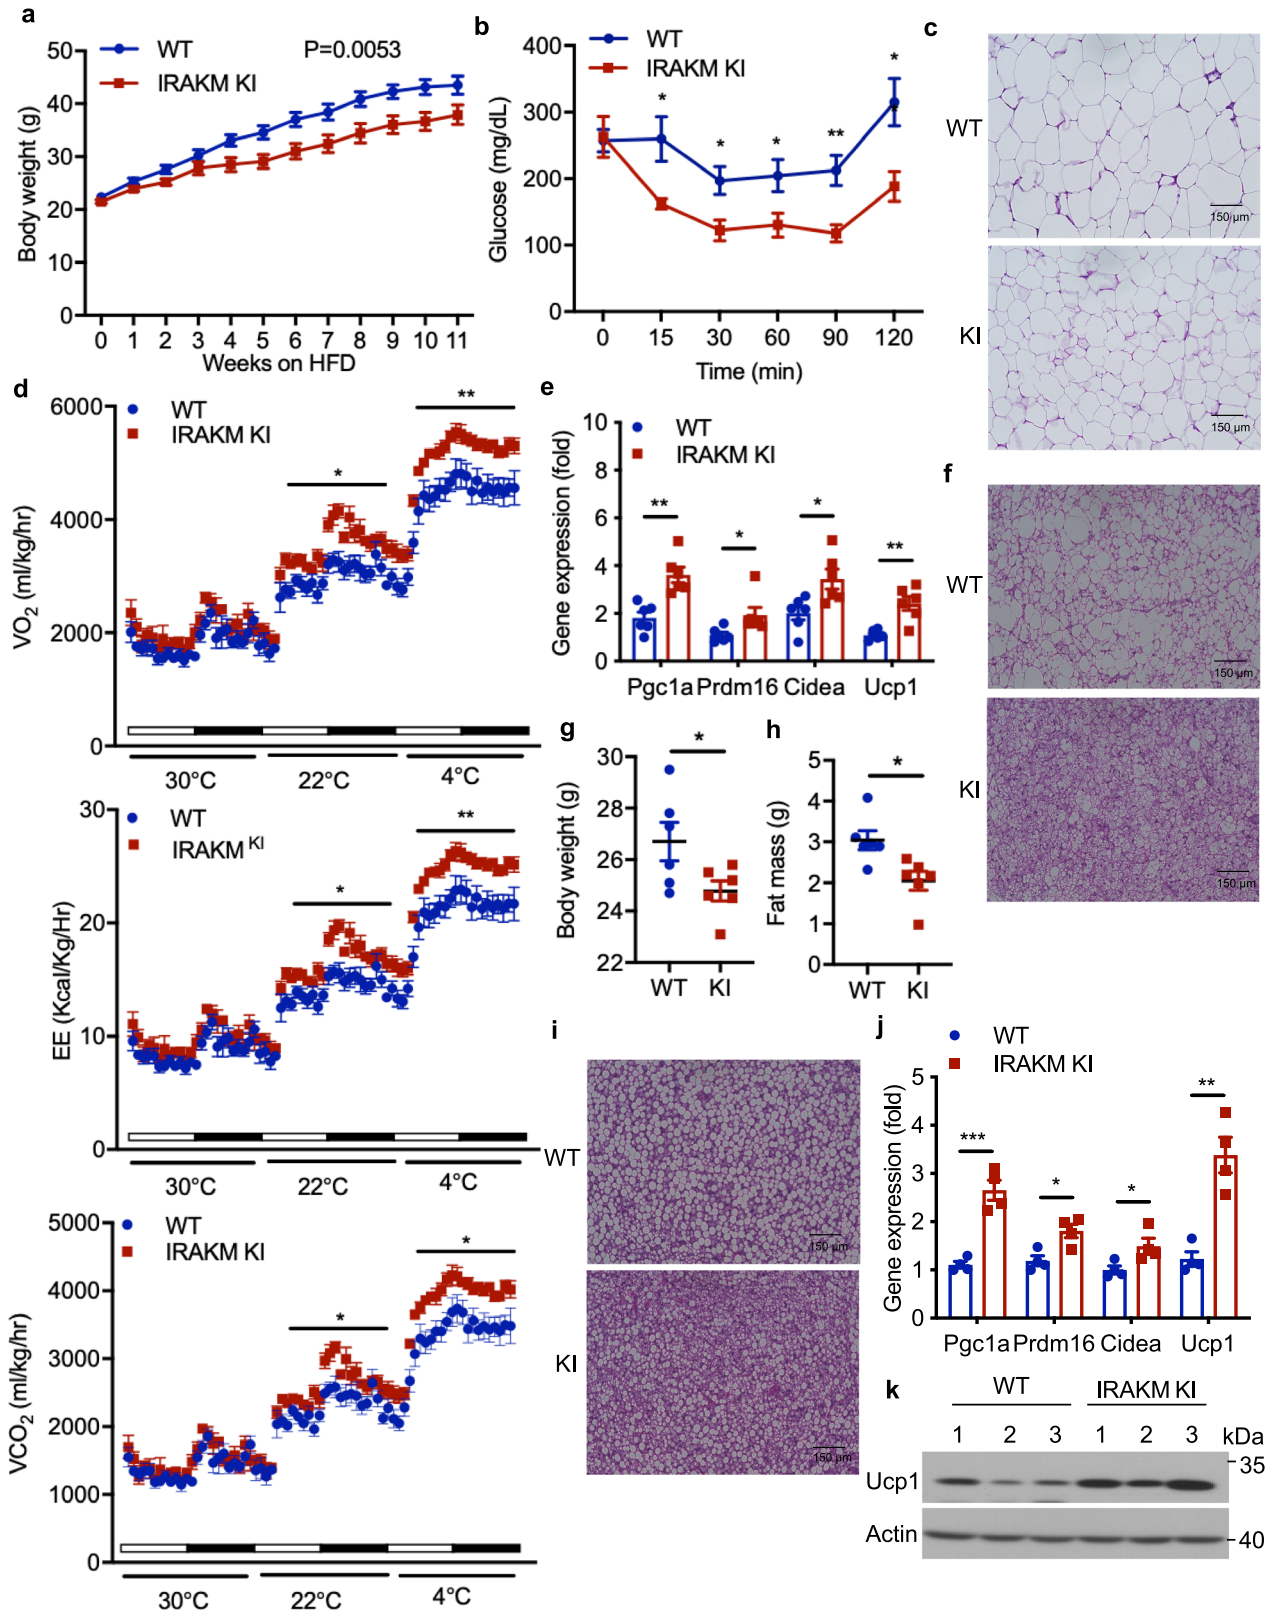 a
WT
IRAKM KI
P=0.0053
Body weight (g)
50
40
30
20
10
0
0 1 2 3 4 5 6 7 8 9 10 11
Weeks on HFD
b
WT
IRAKM KI
Glucose (mg/dL)
400
300
200
100
0
* * * ** *
0 15 30 60 90 120
Time (min)
c
WT
150 µm
KI
150 µm
d
WT
IRAKM KI
VO2 (ml/kg/hr)
6000
4000
2000
0
* **
30°C 22°C 4°C
WT
IRAKM KI
EE (Kcal/Kg/Hr)
30
20
10
0
* **
30°C 22°C 4°C
WT
IRAKM KI
VCO2 (ml/kg/hr)
5000
4000
3000
2000
1000
0
* *
30°C 22°C 4°C
e
WT
IRAKM KI
Gene expression (fold)
10
8
6
4
2
0
** * * **
Pgc1a Prdm16 Cidea Ucp1
f
WT
150 µm
KI
150 µm
g
Body weight (g)
30
28
26
24
22
*
WT KI
h
Fat mass (g)
5
4
3
2
1
0
*
WT KI
i
WT
150 µm
KI
150 µm
j
WT
IRAKM KI
Gene expression (fold)
5
4
3
2
1
0
*** * * **
Pgc1a Prdm16 Cidea Ucp1
k
WT IRAKM KI
1 2 3 1 2 3 kDa
Ucp1
35
Actin
40